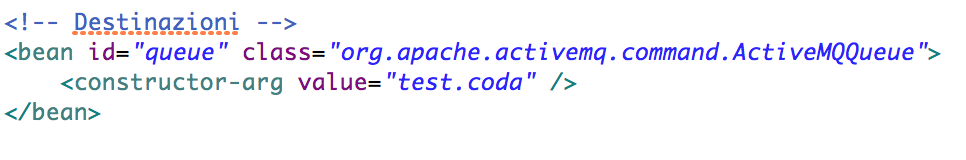 <!-- Destinazioni -->
<bean id="queue" class="org.apache.activemq.command.ActiveMQQueue">
    <constructor-arg value="test.coda" />
</bean>